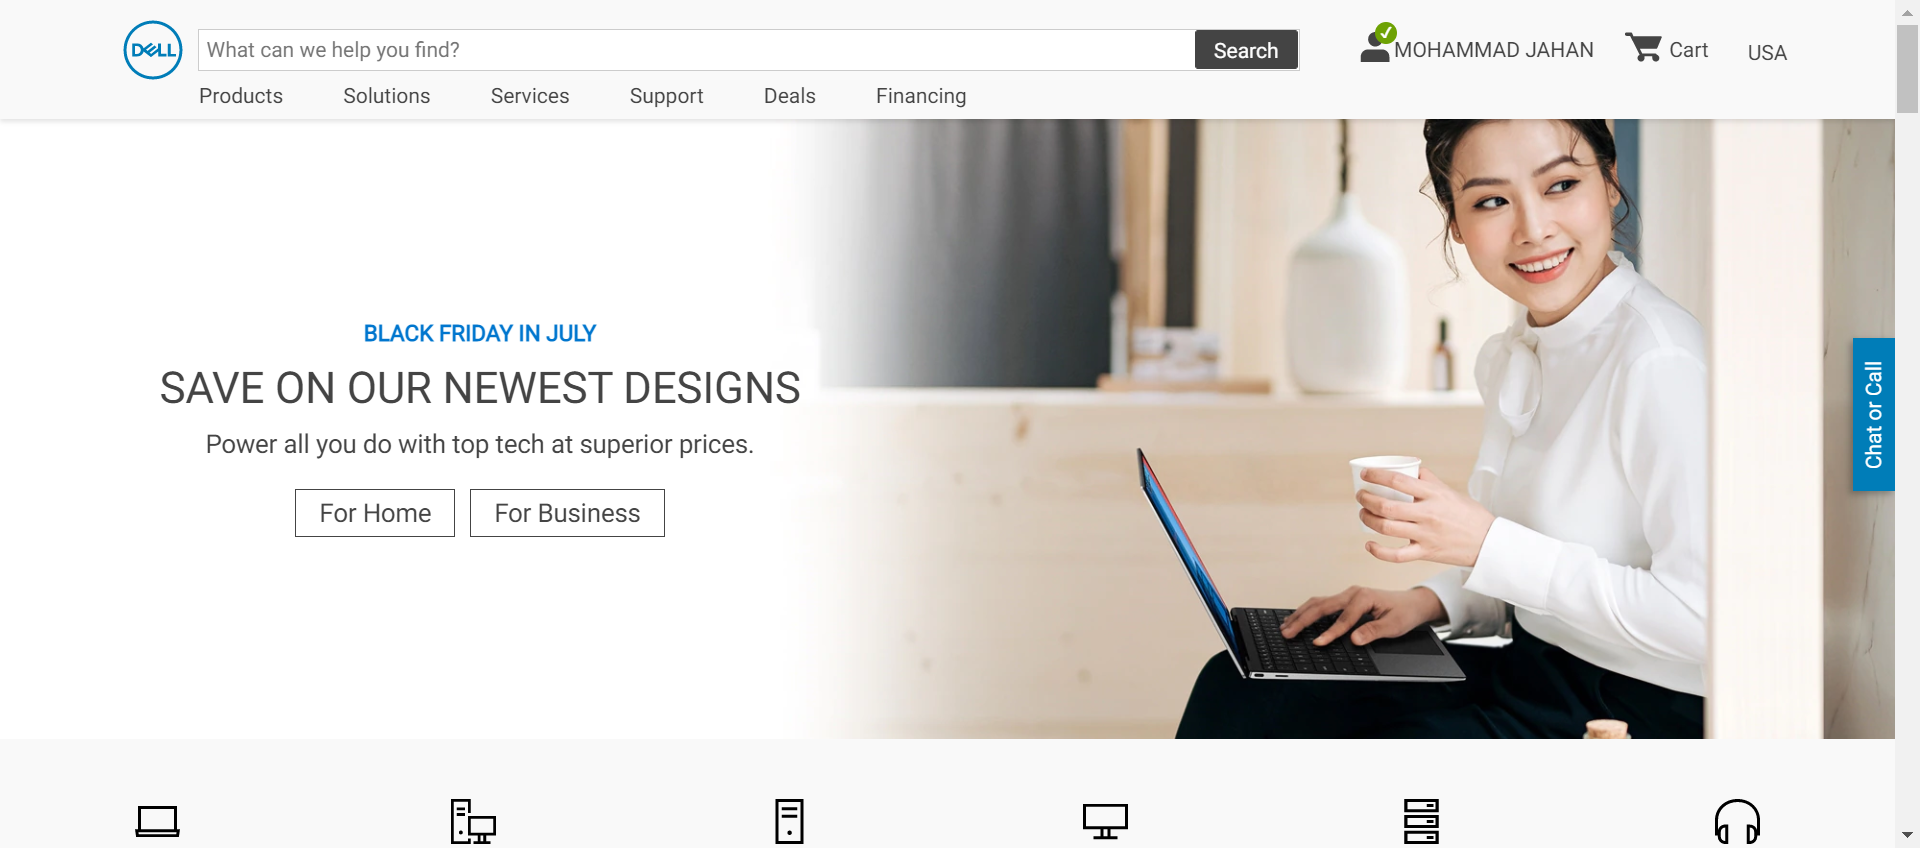 DELL
What can we help you find?
Search
MOHAMMAD JAHAN
Cart
USA
Products
Solutions
Services
Support
Deals
Financing
BLACK FRIDAY IN JULY
SAVE ON OUR NEWEST DESIGNS
Power all you do with top tech at superior prices.
For Home
For Business
Chat or Call